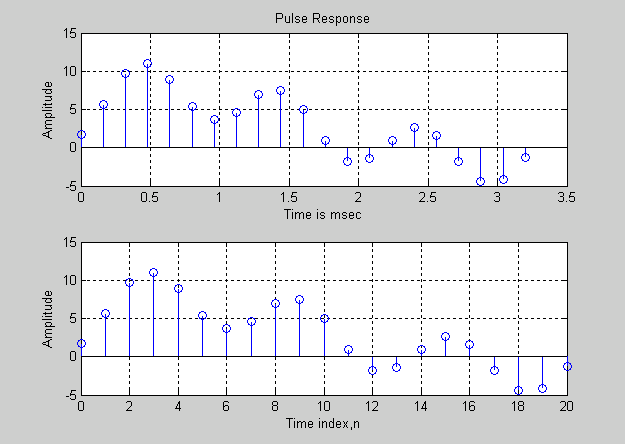 Pulse Response
15
10
5
0
-5
Amplitude
0 0.5 1 1.5 2 2.5 3 3.5
Time is msec
15
10
5
0
-5
Amplitude
0 2 4 6 8 10 12 14 16 18 20
Time index,n